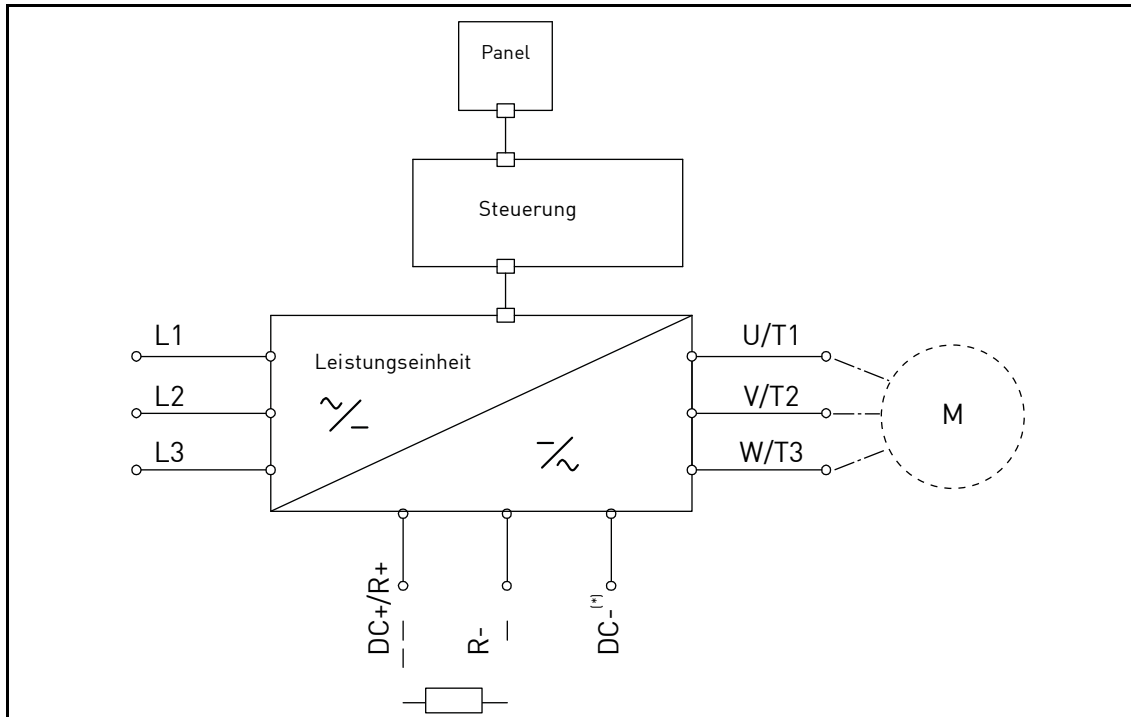 Panel
Steuerung
Leistungseinheit
L1
L2
L3
U/T1
V/T2
W/T3
M
DC+/R+
R-
DC- (*)